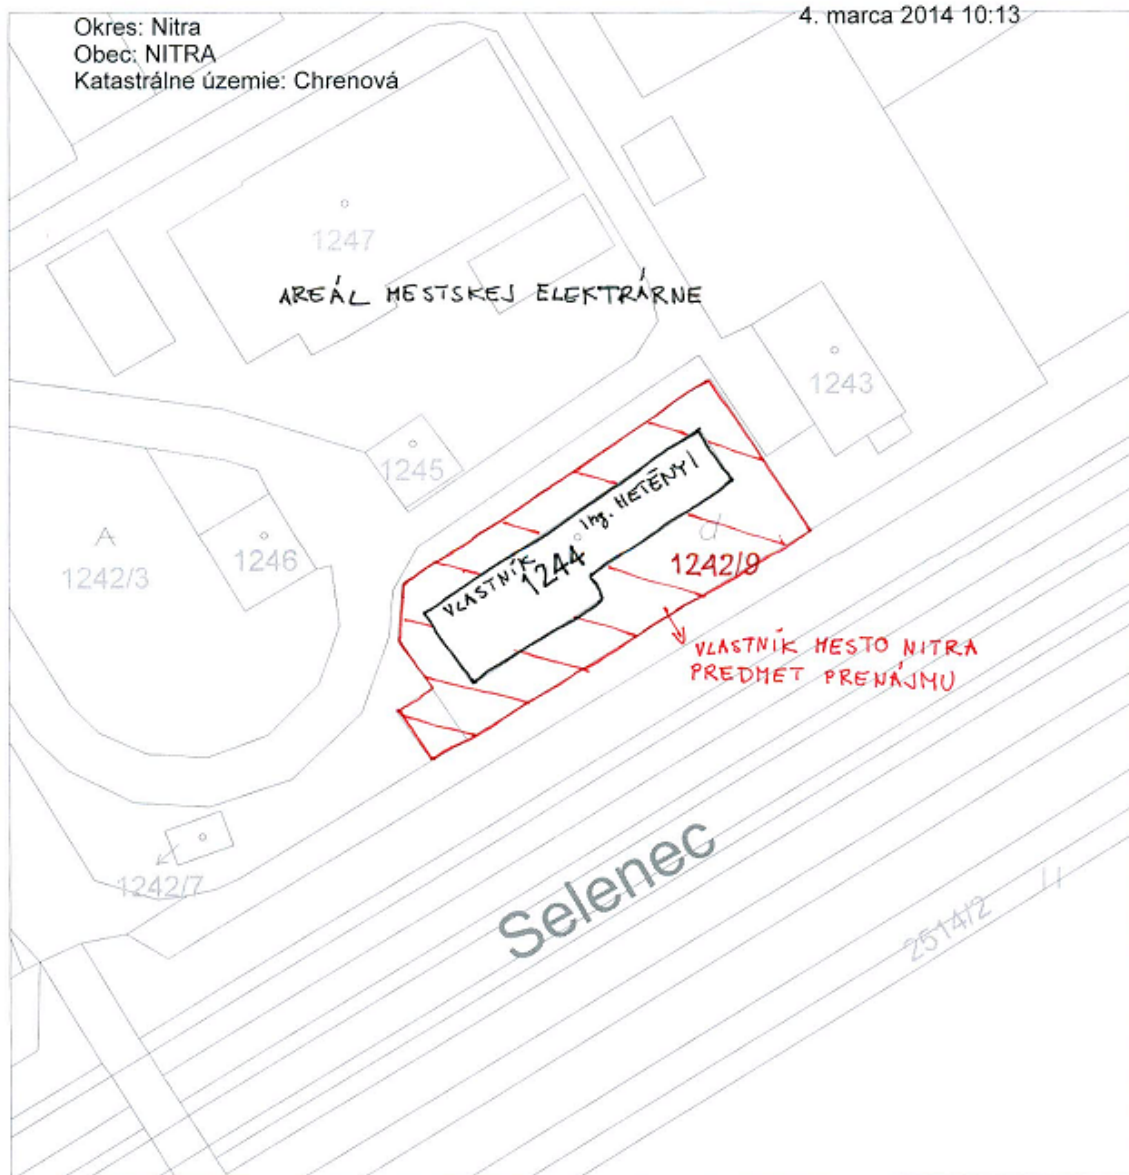 Okres: Nitra
4. marca 2014 10:13
Obec: NITRA
Katastrálne územie: Chrenová
1247
AREÁL MESTSKEJ ELEKTRÁRNE
1243
1245
VLASTNÍK Ing. HETÉNYI
1244
d
1242/9
A
1242/3
1246
VLASTNÍK MESTO NITRA
PREDMET PRENÁJMU
1242/7
Selenec
2514/2